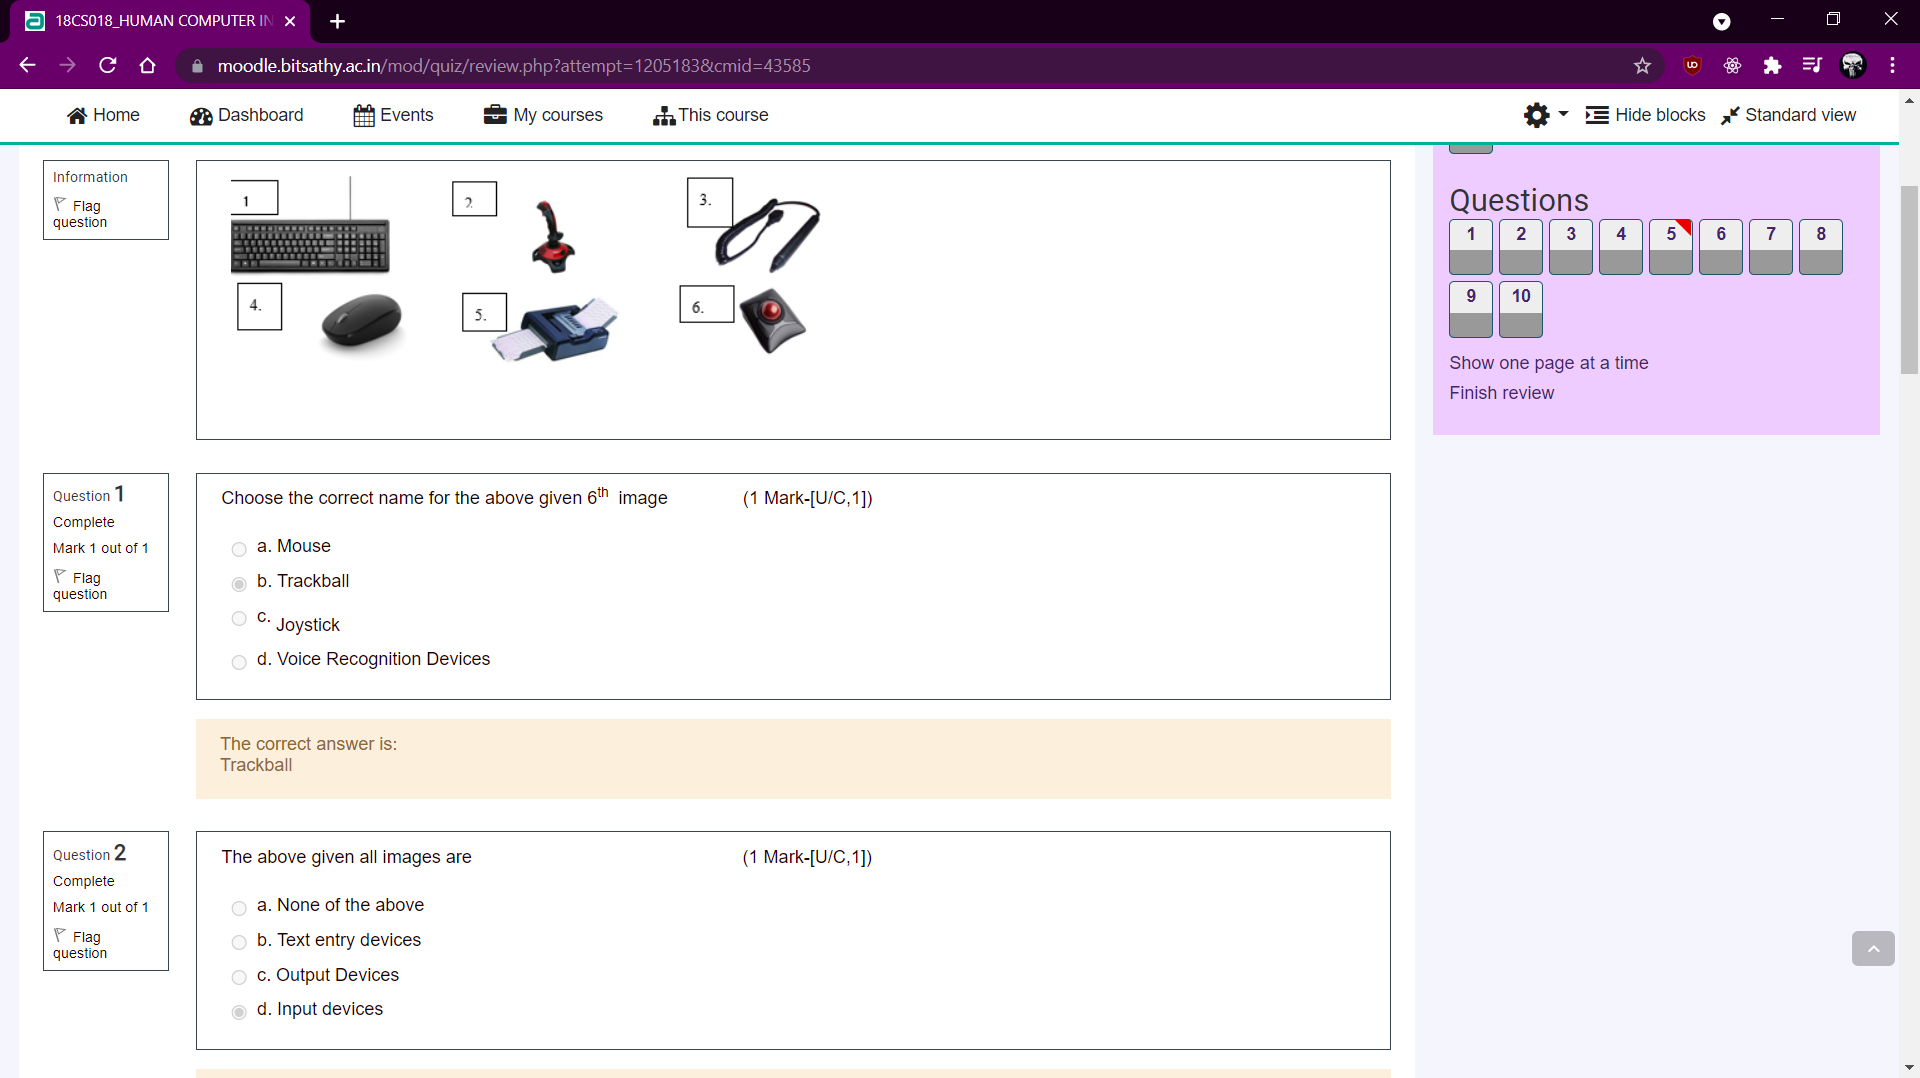 18CS018_HUMAN COMPUTER IN
moodle.bitsathy.ac.in/mod/quiz/review.php?attempt=1205183&cmid=43585
Home Dashboard Events My courses This course Hide blocks Standard view
Information
Flag question
1
2.
3.
4.
5.
6.
Questions
1 2 3 4 5 6 7 8
9 10
Show one page at a time
Finish review
Question 1
Complete
Mark 1 out of 1
Flag question
Choose the correct name for the above given 6th image (1 Mark-[U/C,1])
a. Mouse
b. Trackball
c. Joystick
d. Voice Recognition Devices
The correct answer is:
Trackball
Question 2
Complete
Mark 1 out of 1
Flag question
The above given all images are (1 Mark-[U/C,1])
a. None of the above
b. Text entry devices
c. Output Devices
d. Input devices